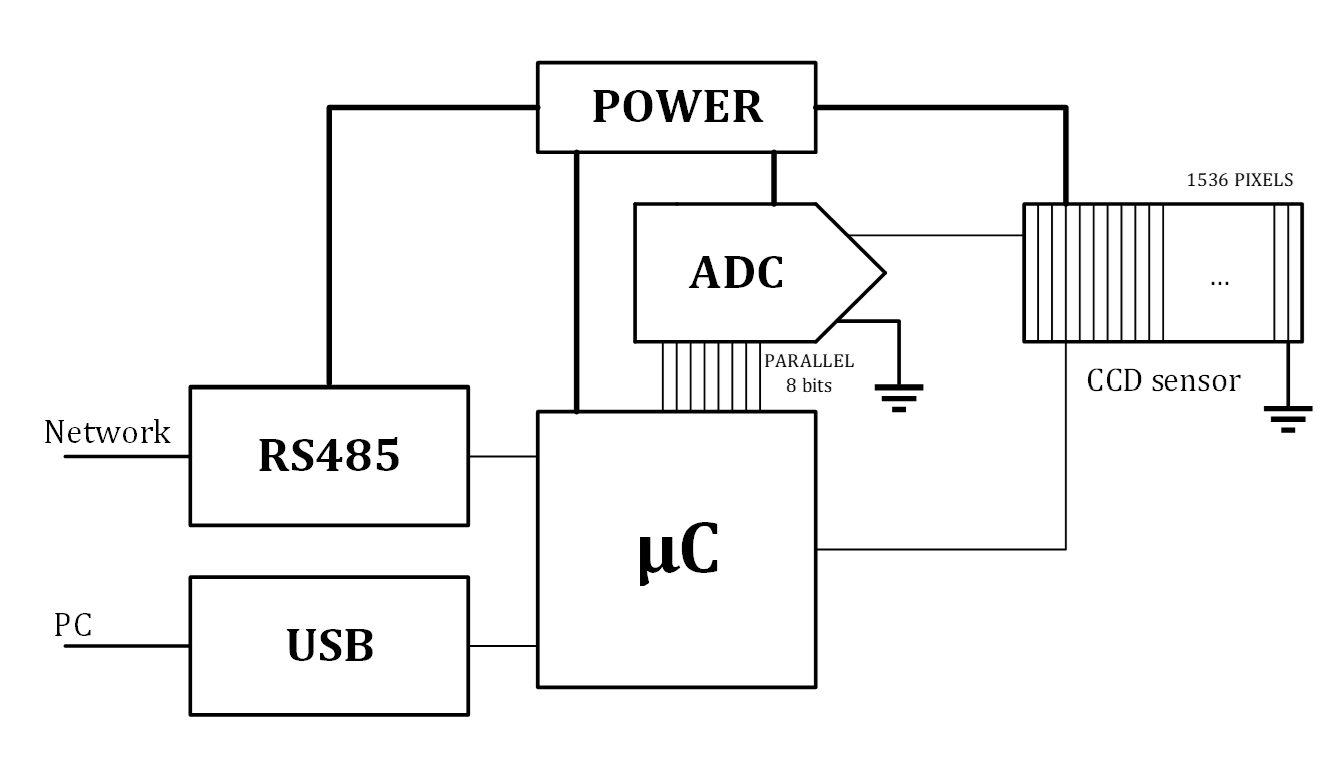 POWER
1536 PIXELS
ADC
...
PARALLEL
8 bits
CCD sensor
Network
RS485
µC
PC
USB